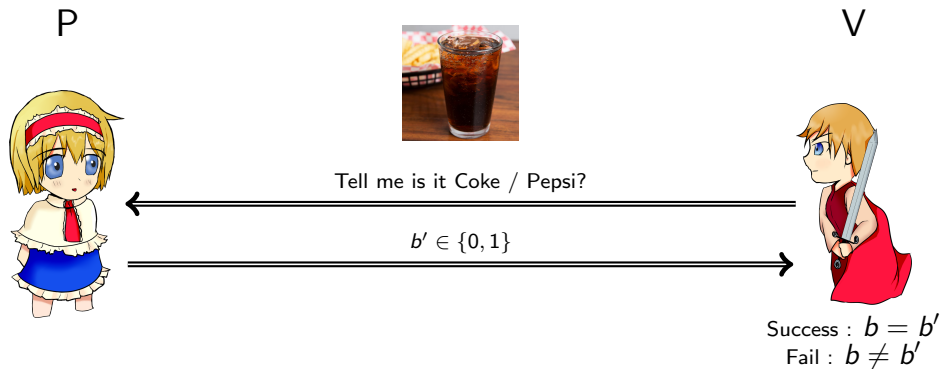 P
V
Tell me is it Coke / Pepsi?
b′ ∈ {0, 1}
Success : b = b′
Fail : b ≠ b′